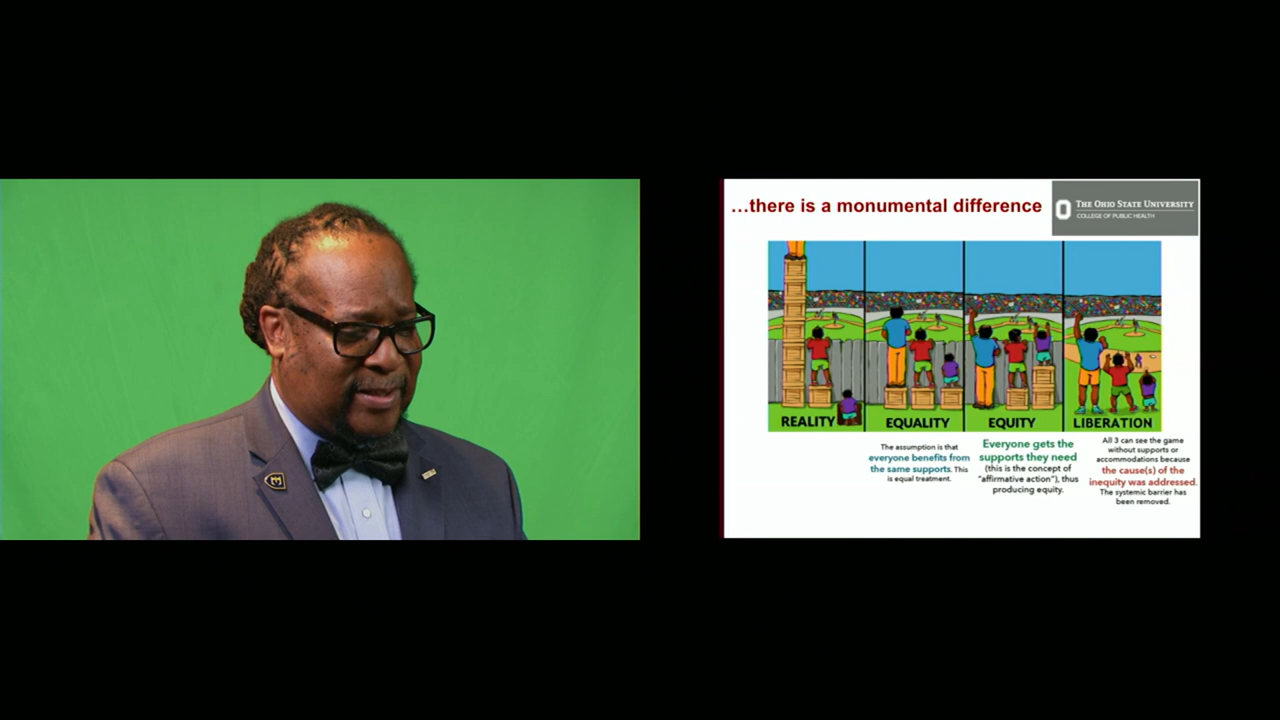 …there is a monumental difference
THE OHIO STATE UNIVERSITY
COLLEGE OF PUBLIC HEALTH
REALITY
EQUALITY
EQUITY
LIBERATION
The assumption is that
everyone benefits from
the same supports. This
is equal treatment.
Everyone gets the
supports they need
(this is the concept of
"affirmative action"), thus
producing equity.
All 3 can see the game
without supports or
accommodations because
the cause(s) of the
inequity was addressed.
The systemic barrier has
been removed.